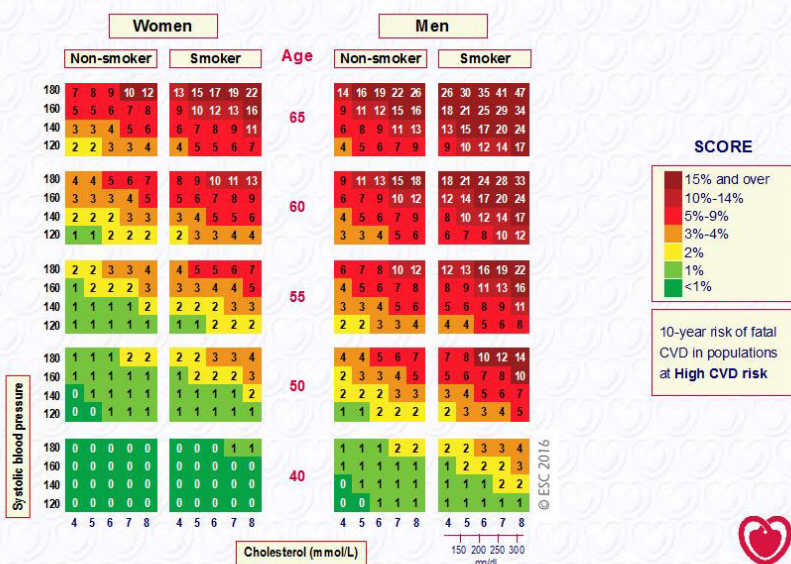 Women Men
Non-smoker Smoker Age Non-smoker Smoker
180 7 8 9 10 12 13 15 17 19 22 14 16 19 22 26 26 30 35 41 47
160 5 5 6 7 8 9 10 12 13 16 9 11 12 15 16 18 21 25 29 34
65
140 3 3 4 5 6 6 7 8 9 11 6 8 9 11 13 13 15 17 20 24
120 2 2 3 3 4 4 5 5 6 7 4 5 6 7 9 9 10 12 14 17
180 4 4 5 6 7 8 9 10 11 13 9 11 13 15 18 18 21 24 28 33
160 3 3 3 4 5 5 6 7 8 9 6 7 9 10 12 12 14 17 20 24
60
140 2 2 2 3 3 3 4 5 5 6 4 5 6 7 9 8 10 12 14 17
120 1 1 2 2 2 2 3 3 4 4 3 3 4 5 6 6 7 8 10 12
180 2 2 3 3 4 4 5 5 6 7 6 7 8 10 12 12 13 16 19 22
160 1 2 2 2 3 3 3 4 4 5 4 5 6 7 8 8 9 11 13 16
55
140 1 1 1 1 2 2 2 2 3 3 3 3 4 5 6 5 6 8 9 11
120 1 1 1 1 1 1 1 2 2 2 2 2 3 3 4 4 4 5 6 8
180 1 1 1 2 2 2 2 3 3 4 4 4 5 6 7 7 8 10 12 14
160 1 1 1 1 1 1 2 2 2 3 2 3 3 4 5 5 6 7 8 10
50
140 0 1 1 1 1 1 1 1 1 2 2 2 2 3 3 3 4 5 6 7
120 0 0 1 1 1 1 1 1 1 1 1 1 2 2 2 2 3 3 4 5
180 0 0 0 0 0 0 0 0 1 1 1 1 1 2 2 2 2 3 3 4
160 0 0 0 0 0 0 0 0 0 0 1 1 1 1 1 1 2 2 2 3
40
140 0 0 0 0 0 0 0 0 0 0 0 1 1 1 1 1 1 1 2 2
120 0 0 0 0 0 0 0 0 0 0 0 0 1 1 1 1 1 1 1 1
4 5 6 7 8 4 5 6 7 8 4 5 6 7 8 4 5 6 7 8
150 200 250 300
mg/dl
Cholesterol (mmol/L)
Systolic blood pressure
© ESC 2016
SCORE
15% and over
10%-14%
5%-9%
3%-4%
2%
1%
<1%
10-year risk of fatal
CVD in populations
at High CVD risk